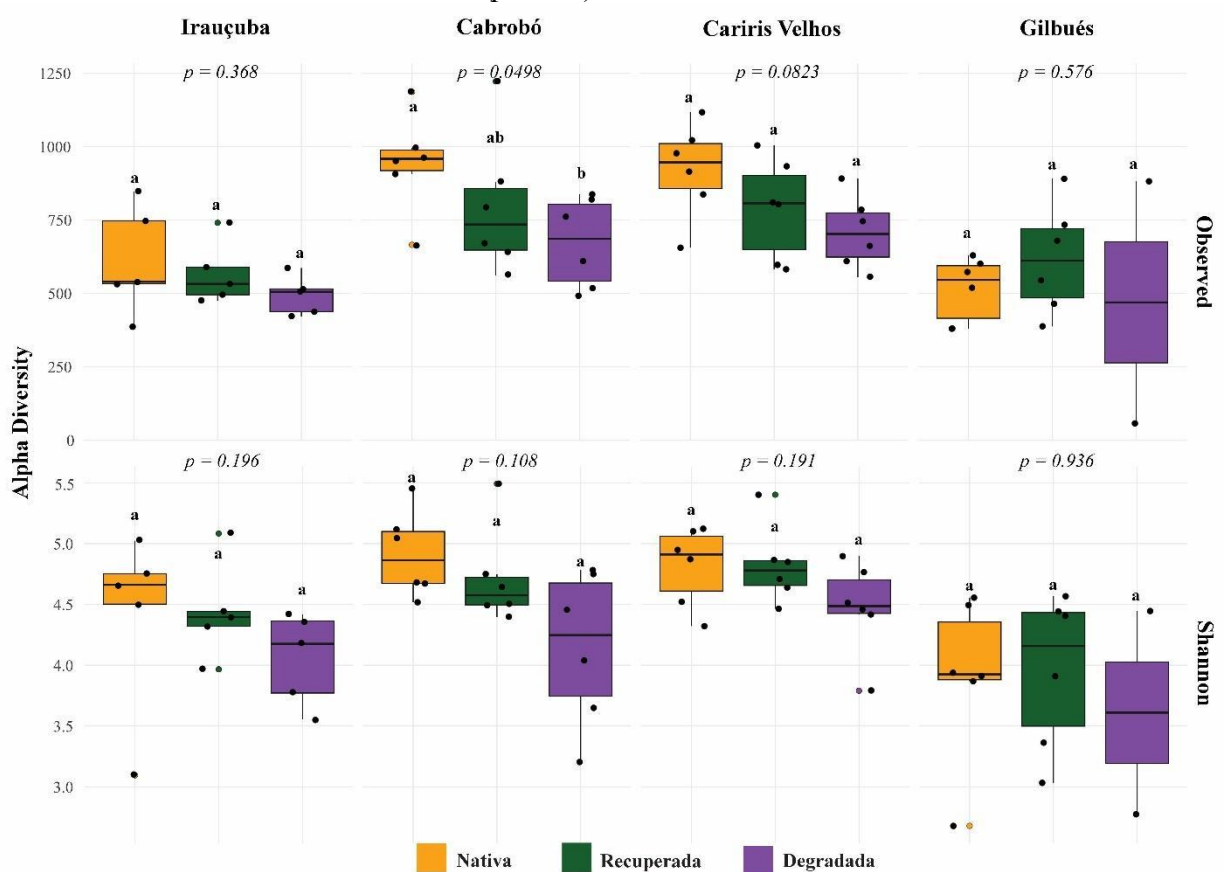 Irauçuba Cabrobó Cariris Velhos Gilbués
p = 0.368 p = 0.0498 p = 0.0823 p = 0.576
1250
1000
750
500
250
0
a a a
a ab b
a a a
a a a
Observed
Alpha Diversity
p = 0.196 p = 0.108 p = 0.191 p = 0.936
5.5
5.0
4.5
4.0
3.5
3.0
a a a
a a a
a a a
a a a
Shannon
Nativa Recuperada Degradada